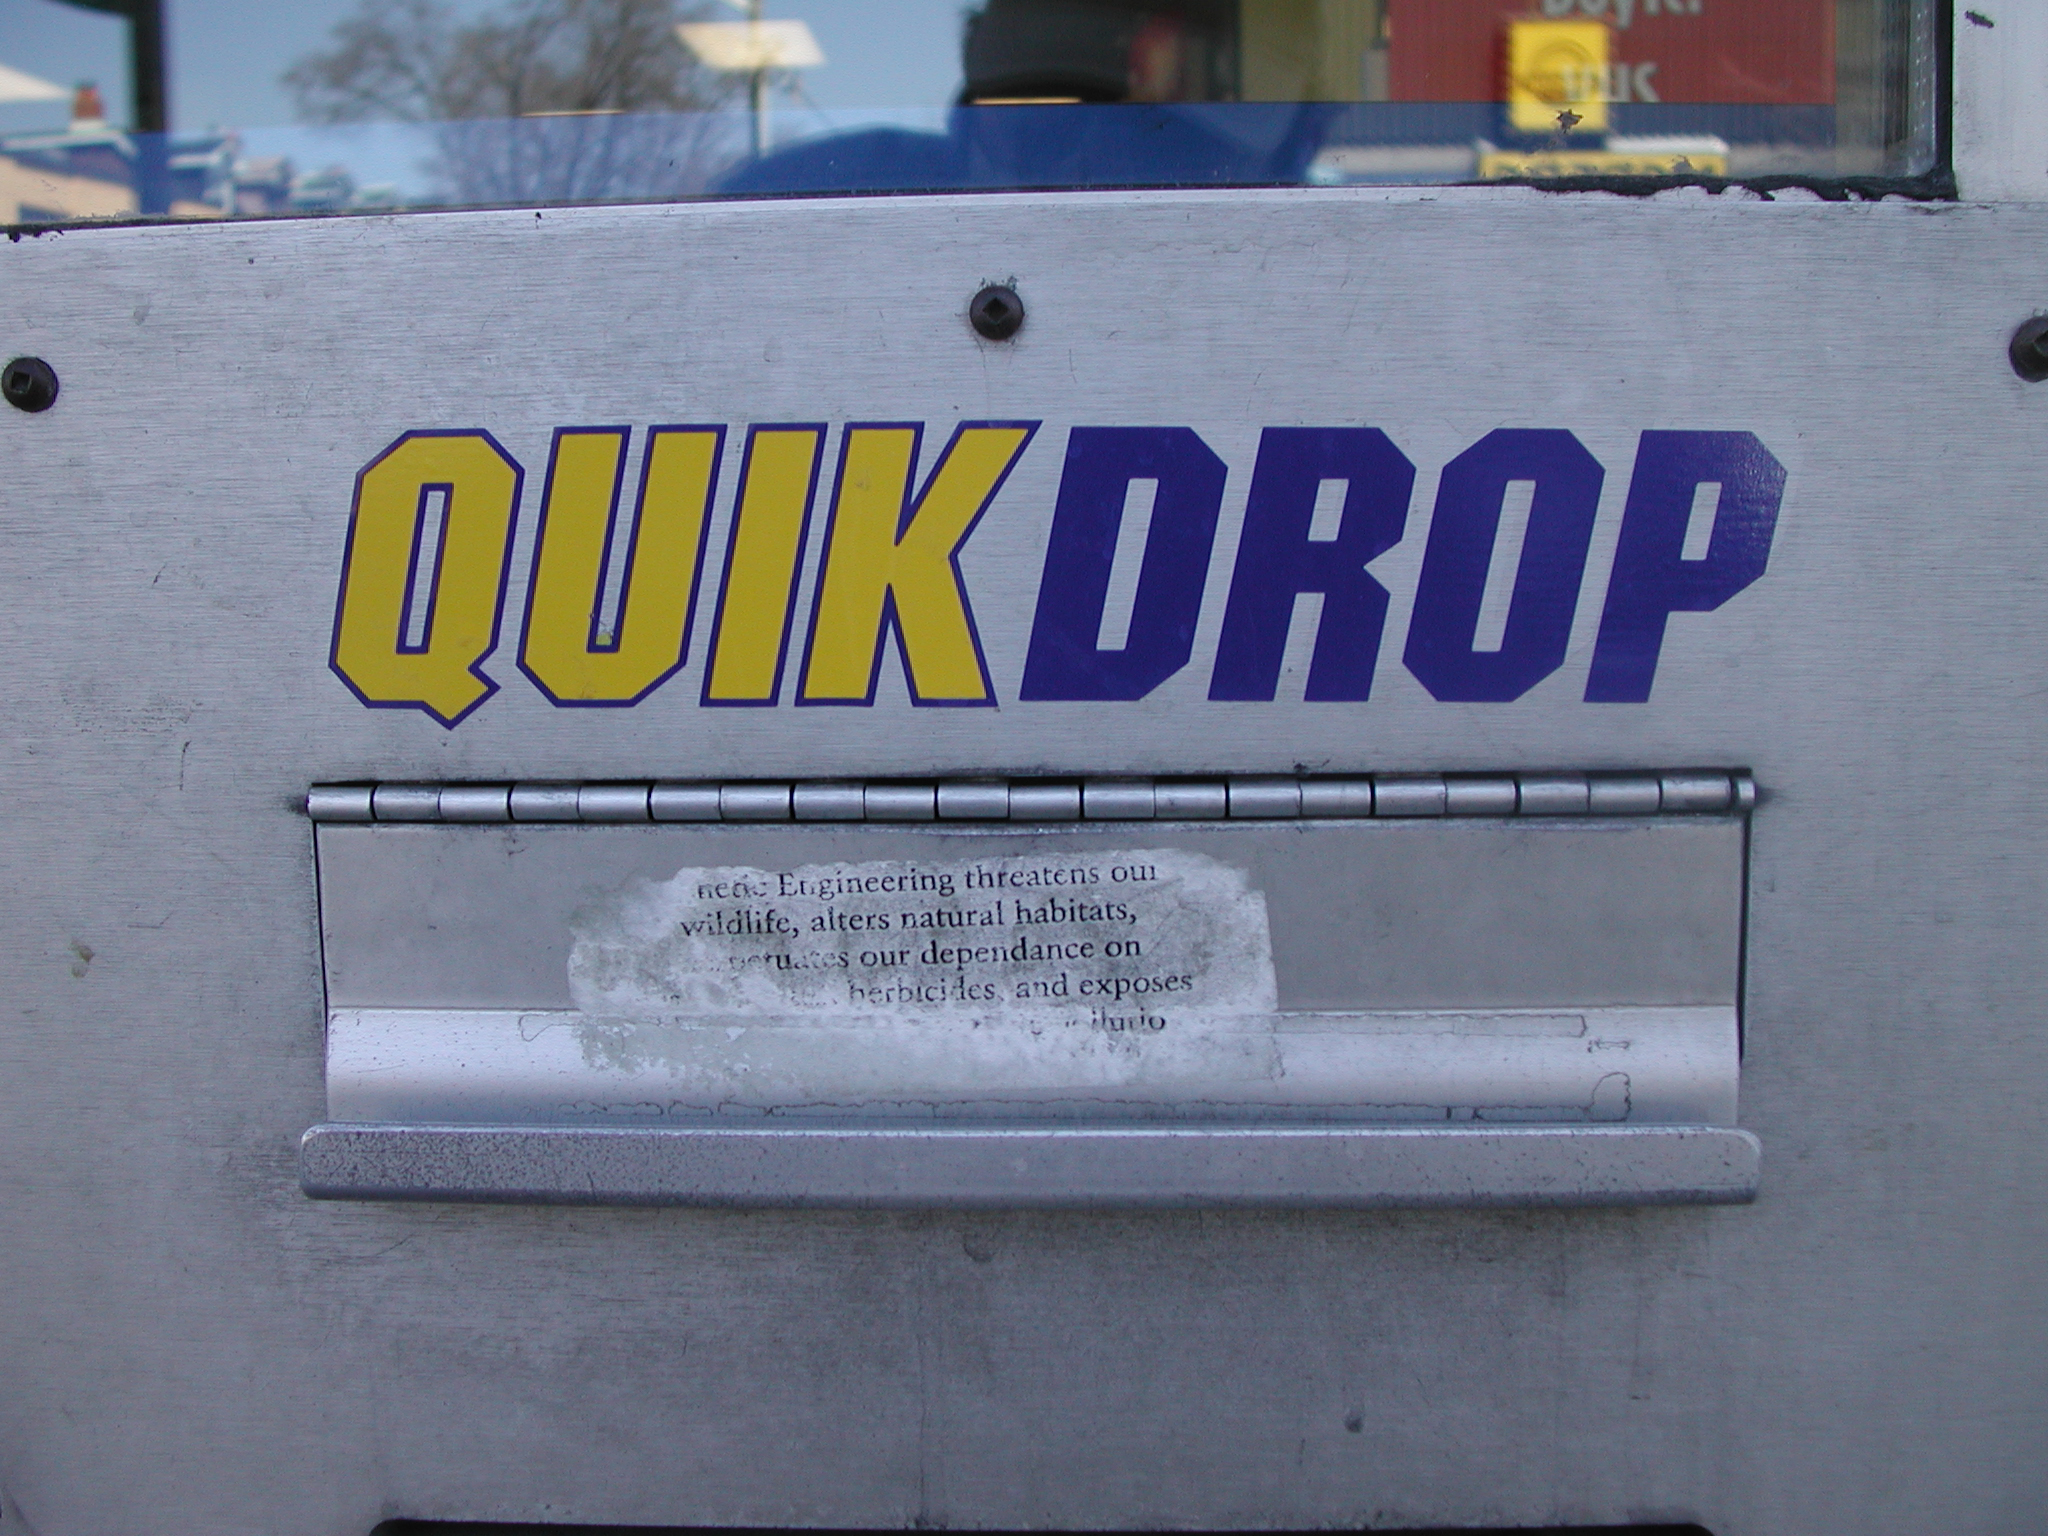 QUIKDROP
Engineering threatens our
wildlife, alters natural habitats,
our dependance on
herbicides, and exposes